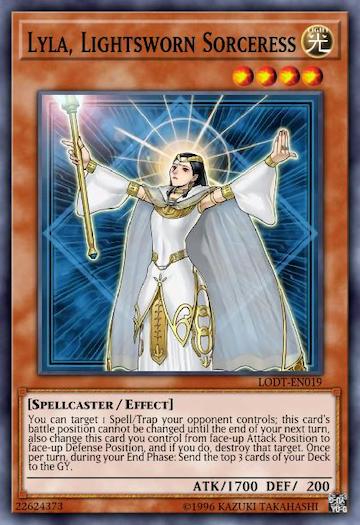 LYLA, LIGHTSWORN SORCERESS
LIGHT
光
LODT-EN019
[SPELLCASTER / EFFECT]
You can target 1 Spell/Trap your opponent controls; this card's
battle position cannot be changed until the end of your next turn,
also change this card you control from face-up Attack Position to
face-up Defense Position, and if you do, destroy that target. Once
per turn, during your End Phase: Send the top 3 cards of your Deck
to the GY.
ATK/1700 DEF/ 200
22624373
©1996 KAZUKI TAKAHASHI